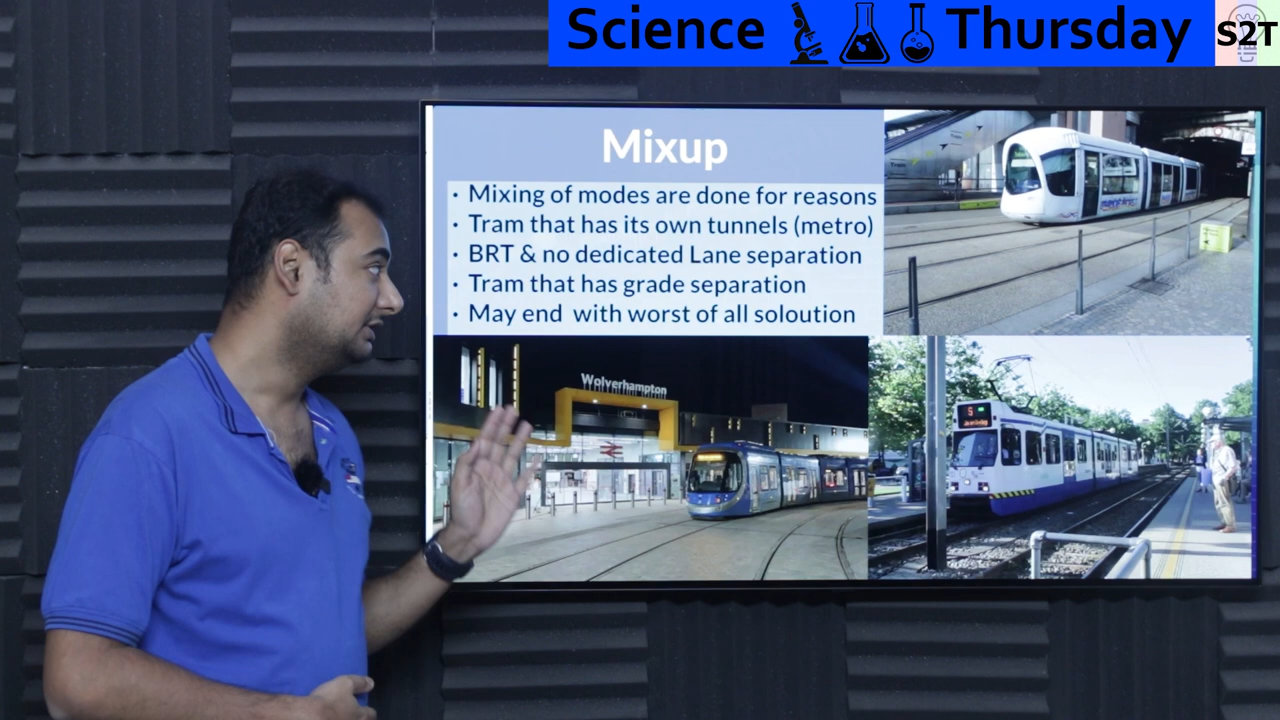 Science Thursday
S2T
Mixup
• Mixing of modes are done for reasons
• Tram that has its own tunnels (metro)
• BRT & no dedicated Lane separation
• Tram that has grade separation
• May end with worst of all soloution
Wolverhampton
5